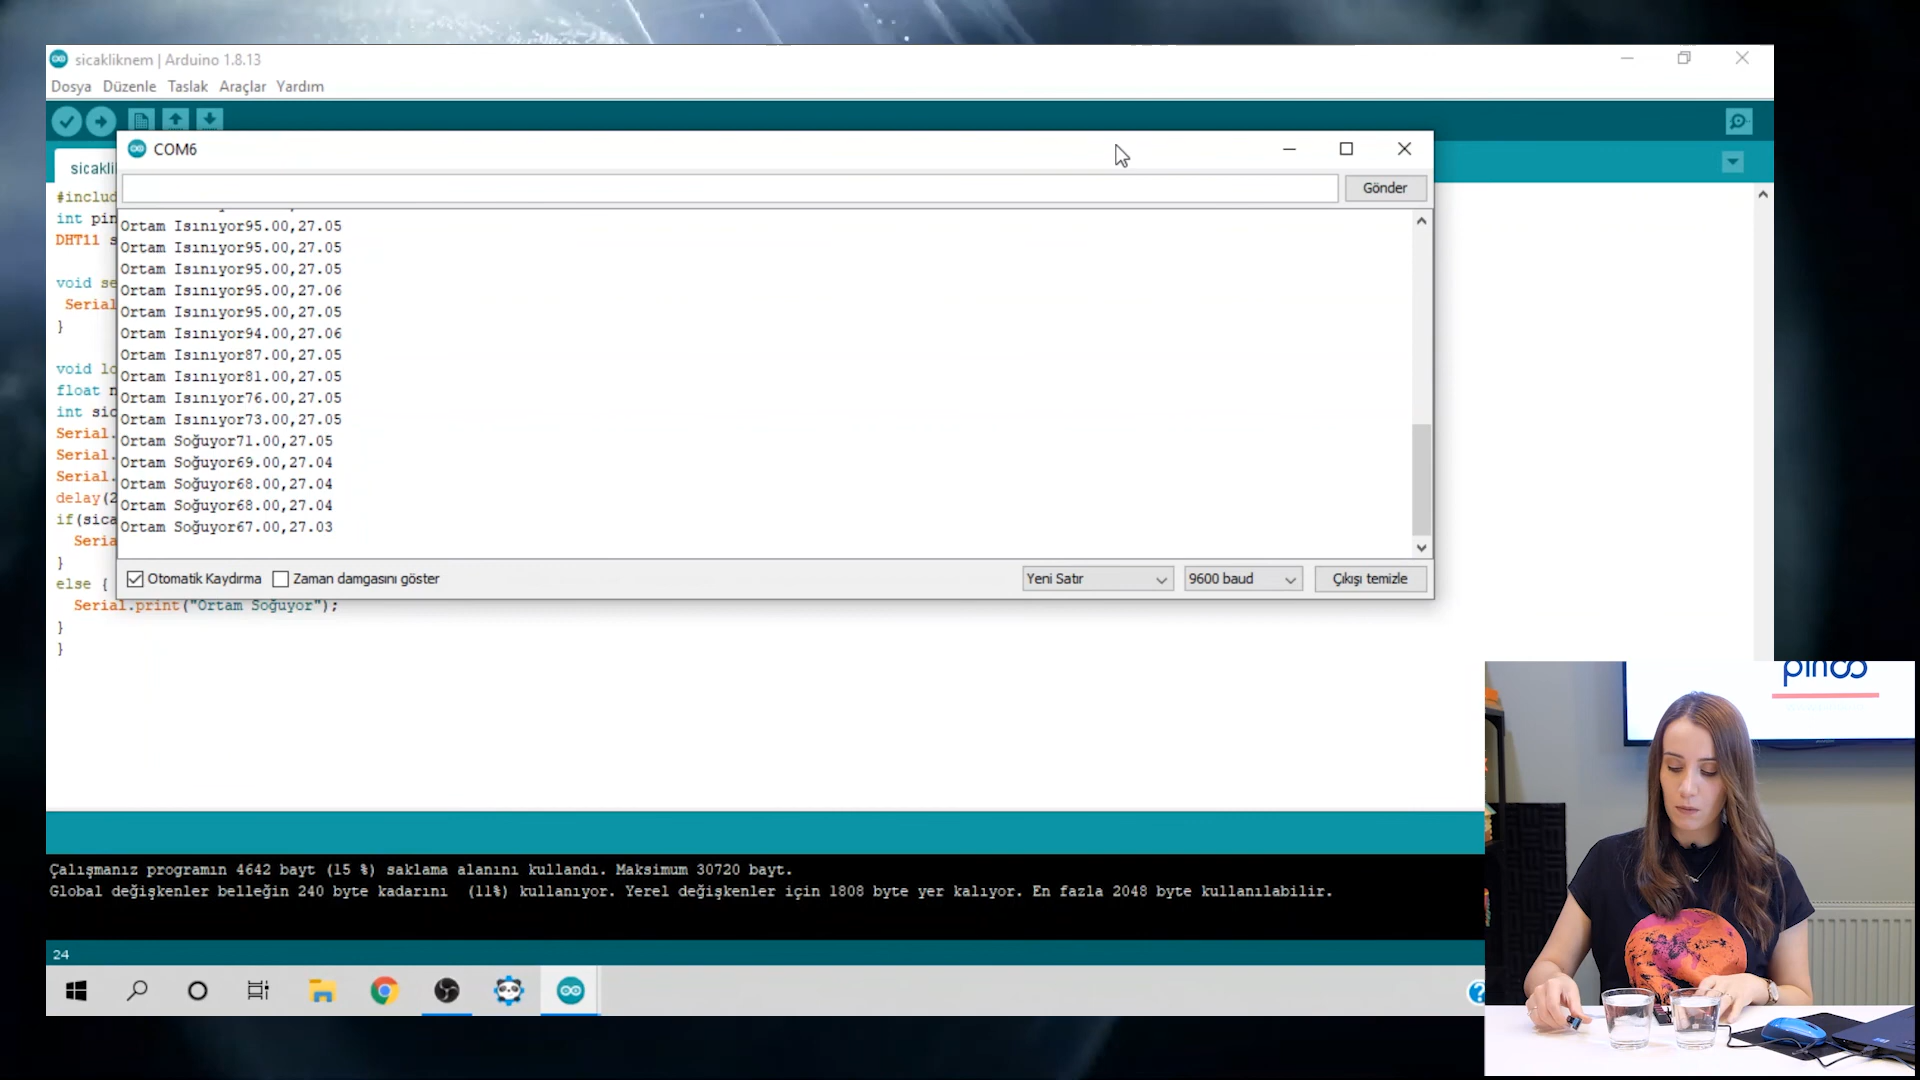 sicakliknem | Arduino 1.8.13
Dosya Düzenle Taslak Araçlar Yardım
COM6
Gönder
sicakli
#includ
int pin
DHT11 s
void se
Serial
}
void lo
float n
int sic
Serial.
Serial.
Serial.
delay(2
if(sica
Seria
}
else {
Serial.print("Ortam Soğuyor");
}
}
Ortam Isınıyor95.00,27.05
Ortam Isınıyor95.00,27.05
Ortam Isınıyor95.00,27.05
Ortam Isınıyor95.00,27.06
Ortam Isınıyor95.00,27.05
Ortam Isınıyor94.00,27.06
Ortam Isınıyor87.00,27.05
Ortam Isınıyor81.00,27.05
Ortam Isınıyor76.00,27.05
Ortam Isınıyor73.00,27.05
Ortam Soğuyor71.00,27.05
Ortam Soğuyor69.00,27.04
Ortam Soğuyor68.00,27.04
Ortam Soğuyor68.00,27.04
Ortam Soğuyor67.00,27.03
Otomatik Kaydırma Zaman damgasını göster Yeni Satır 9600 baud Çıkışı temizle
Çalışmanız programın 4642 bayt (15 %) saklama alanını kullandı. Maksimum 30720 bayt.
Global değişkenler belleğin 240 byte kadarını (11%) kullanıyor. Yerel değişkenler için 1808 byte yer kalıyor. En fazla 2048 byte kullanılabilir.
24
pinoo